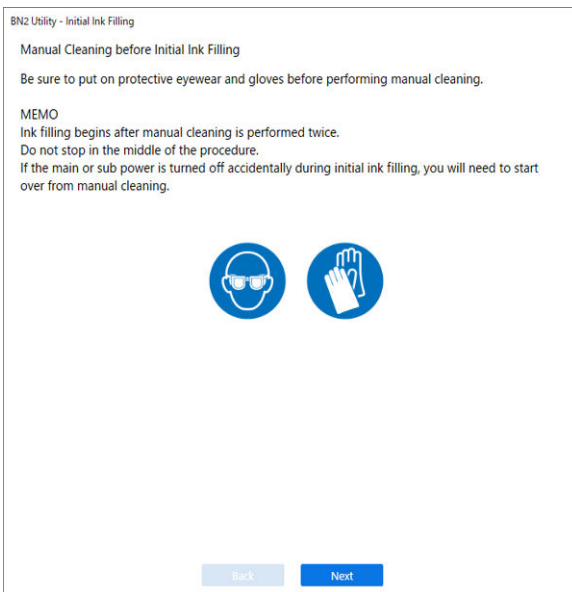 BN2 Utility - Initial Ink Filling
Manual Cleaning before Initial Ink Filling
Be sure to put on protective eyewear and gloves before performing manual cleaning.
MEMO
Ink filling begins after manual cleaning is performed twice.
Do not stop in the middle of the procedure.
If the main or sub power is turned off accidentally during initial ink filling, you will need to start
over from manual cleaning.
Back
Next